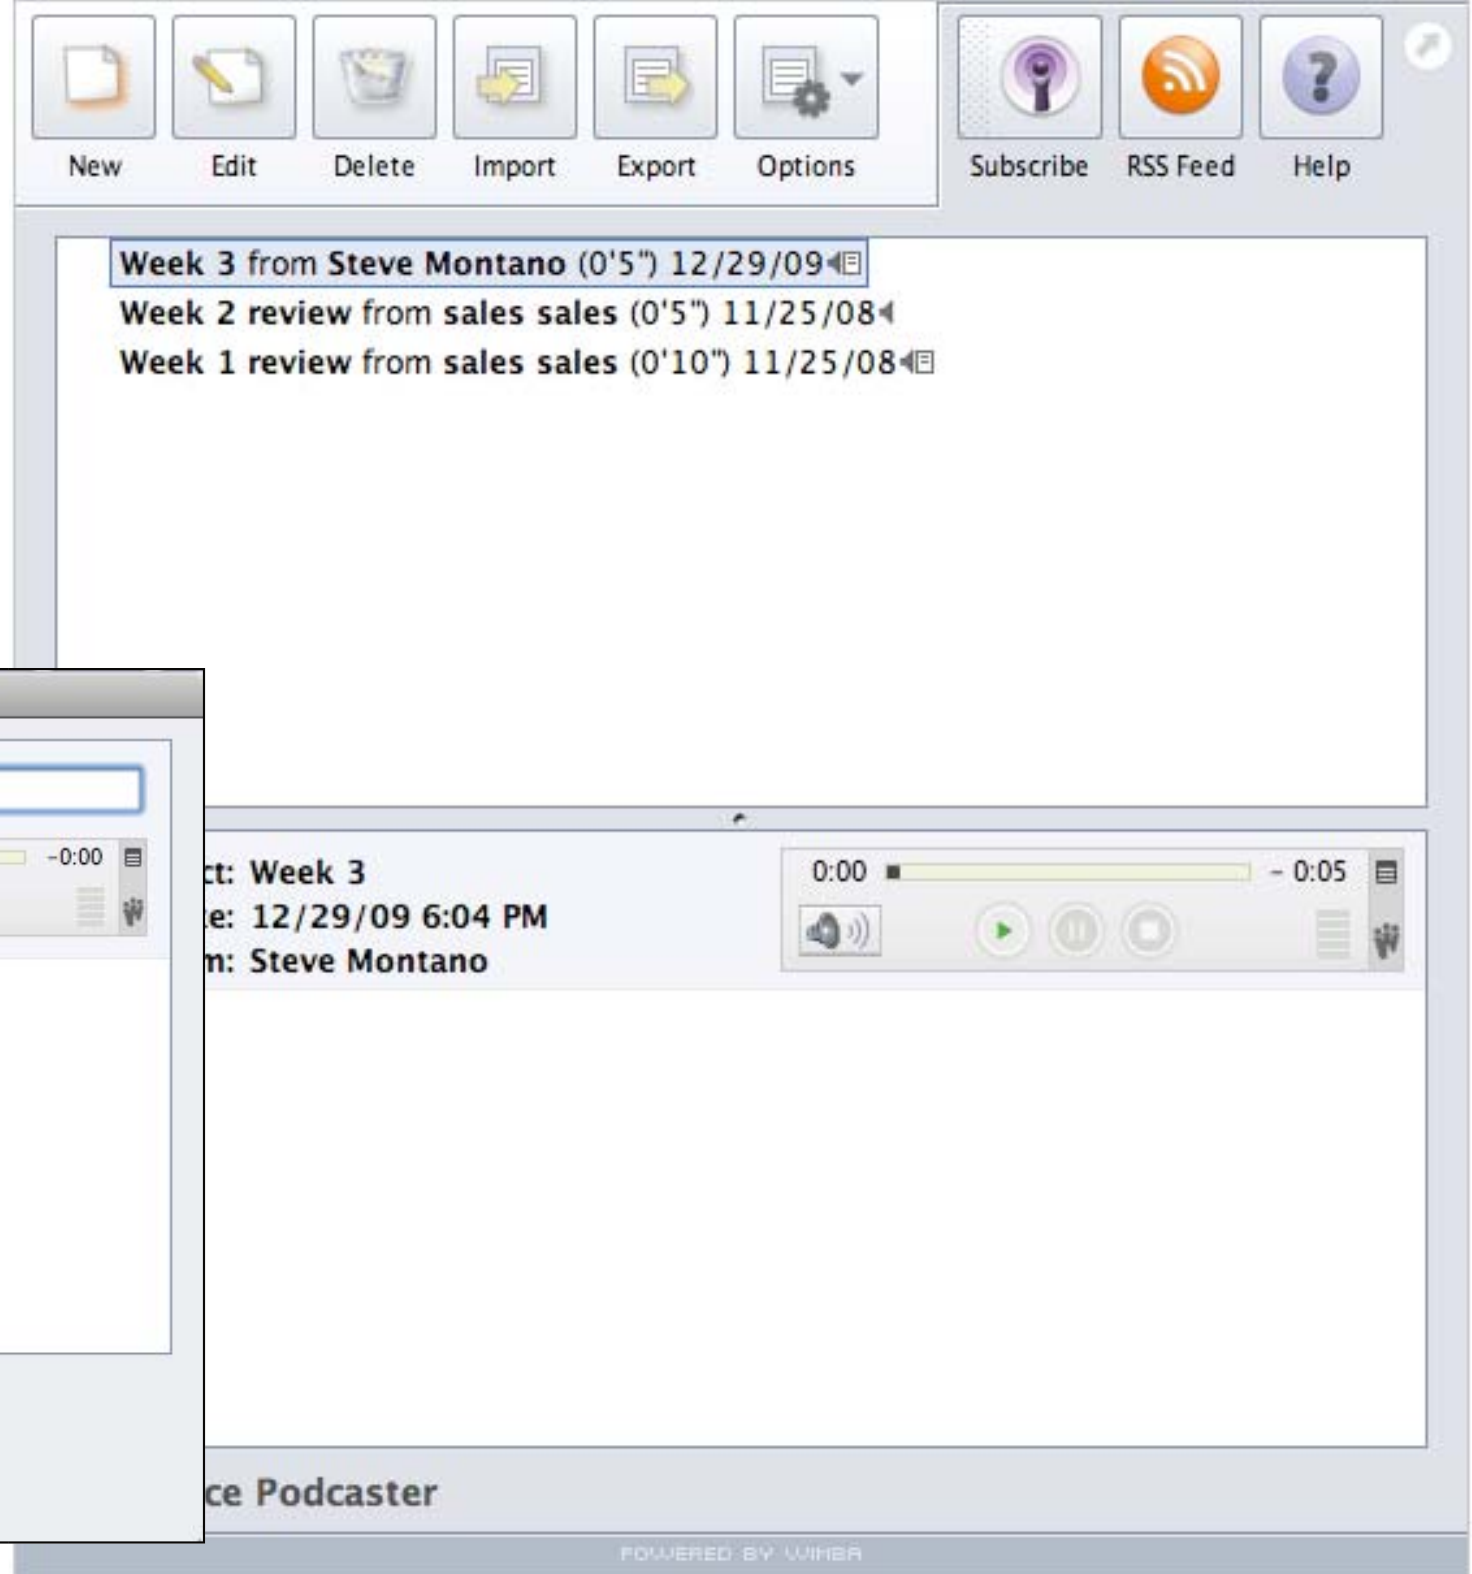 New Edit Delete Import Export Options Subscribe RSS Feed Help
Week 3 from Steve Montano (0'5") 12/29/09
Week 2 review from sales sales (0'5") 11/25/08
Week 1 review from sales sales (0'10") 11/25/08
-0:00
ct: Week 3
te: 12/29/09 6:04 PM
m: Steve Montano
0:00 - 0:05
ce Podcaster
POWERED BY WIMBA